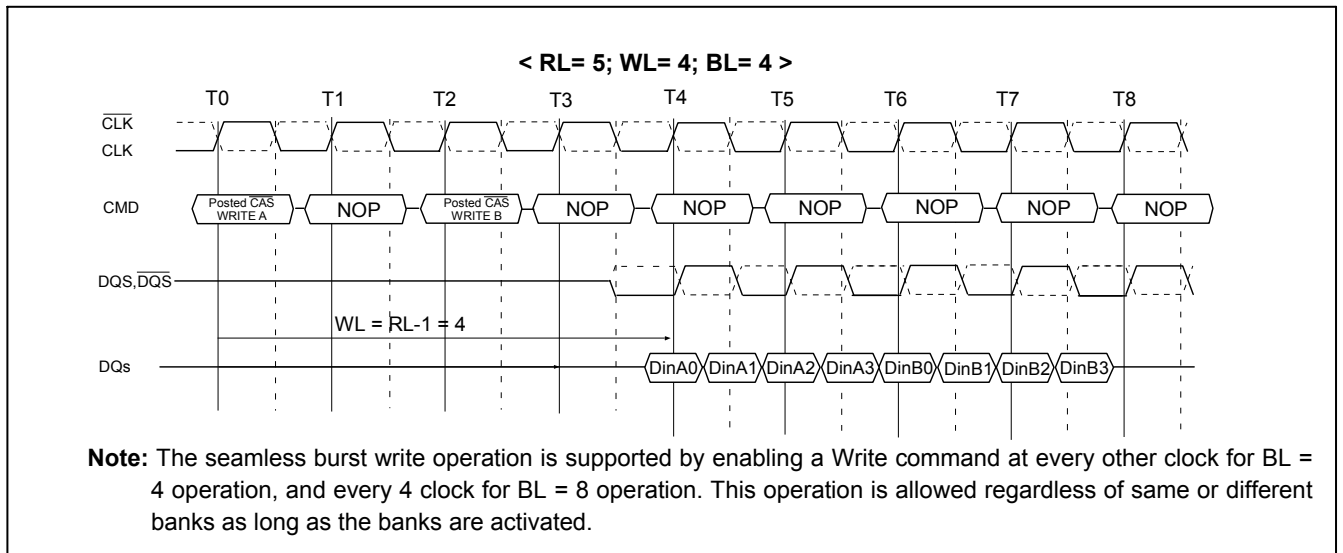 < RL= 5; WL= 4; BL= 4 >
T0 T1 T2 T3 T4 T5 T6 T7 T8
CLK
CLK
CMD Posted CAS WRITE A NOP Posted CAS WRITE B NOP NOP NOP NOP NOP NOP
DQS,DQS
WL = RL-1 = 4
DQs DinA0 DinA1 DinA2 DinA3 DinB0 DinB1 DinB2 DinB3
Note: The seamless burst write operation is supported by enabling a Write command at every other clock for BL =
4 operation, and every 4 clock for BL = 8 operation. This operation is allowed regardless of same or different
banks as long as the banks are activated.